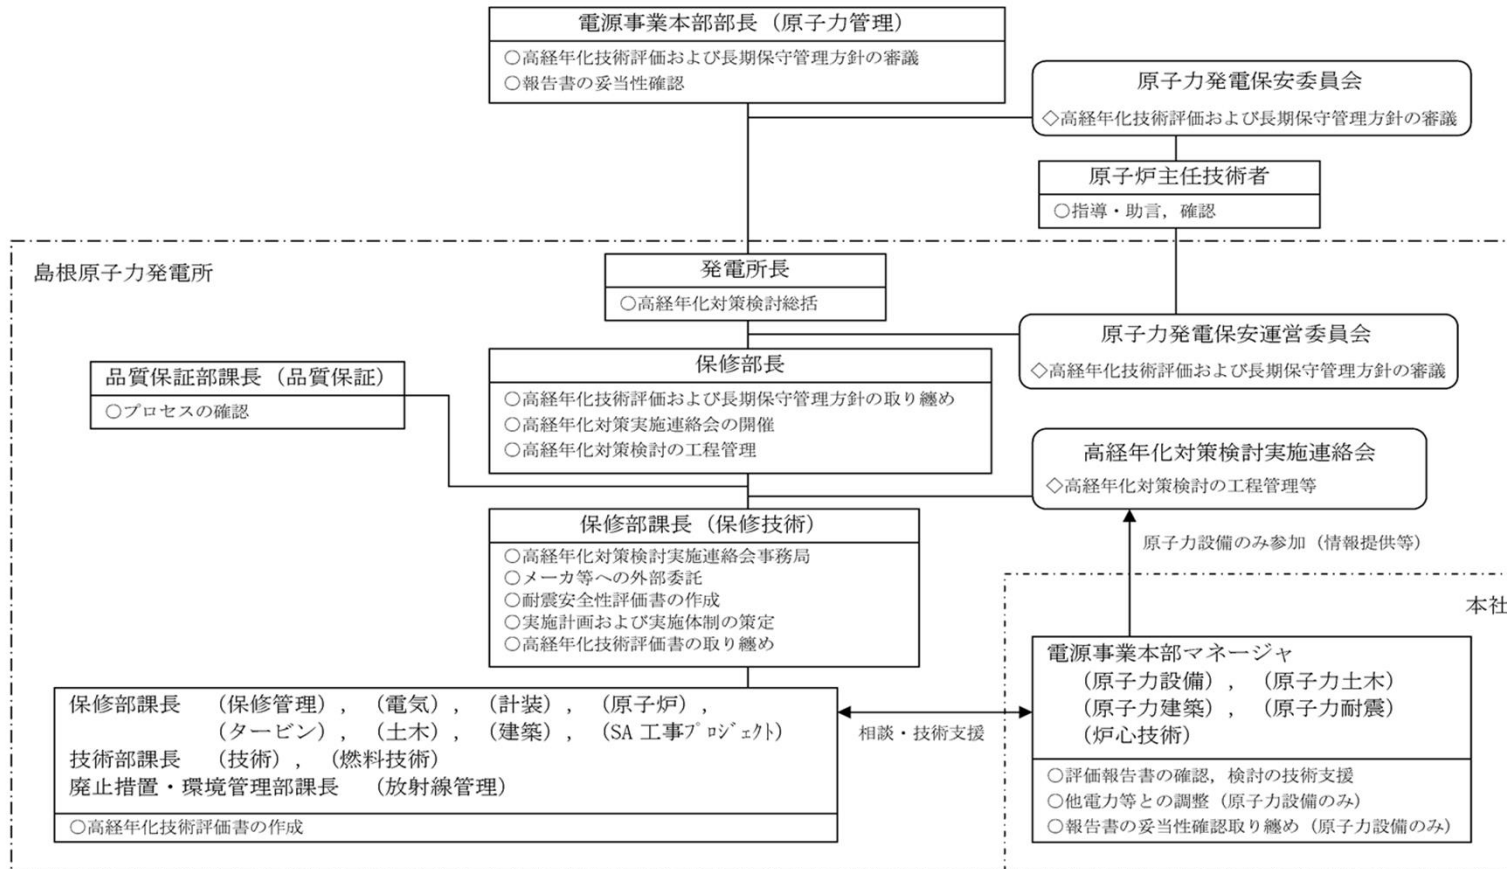 電源事業本部部長（原子力管理）
○高経年化技術評価および長期保守管理方針の審議
○報告書の妥当性確認
原子力発電保安委員会
◇高経年化技術評価および長期保守管理方針の審議
原子炉主任技術者
○指導・助言，確認
島根原子力発電所
発電所長
○高経年化対策検討総括
原子力発電保安運営委員会
◇高経年化技術評価および長期保守管理方針の審議
品質保証部課長（品質保証）
○プロセスの確認
保修部長
○高経年化技術評価および長期保守管理方針の取り纏め
○高経年化対策実施連絡会の開催
○高経年化対策検討の工程管理
高経年化対策検討実施連絡会
◇高経年化対策検討の工程管理等
保修部課長（保修技術）
○高経年化対策検討実施連絡会事務局
○メーカ等への外部委託
○耐震安全性評価書の作成
○実施計画および実施体制の策定
○高経年化技術評価書の取り纏め
原子力設備のみ参加（情報提供等）
本社
保修部課長　（保修管理），（電気），（計装），（原子炉），
（タービン），（土木），（建築），（SA 工事ﾌﾟﾛｼﾞｪｸﾄ）
技術部課長　（技術），（燃料技術）
廃止措置・環境管理部課長　（放射線管理）
○高経年化技術評価書の作成
相談・技術支援
電源事業本部マネージャ
（原子力設備），（原子力土木）
（原子力建築），（原子力耐震）
（炉心技術）
○評価報告書の確認，検討の技術支援
○他電力等との調整（原子力設備のみ）
○報告書の妥当性確認取り纏め（原子力設備のみ）